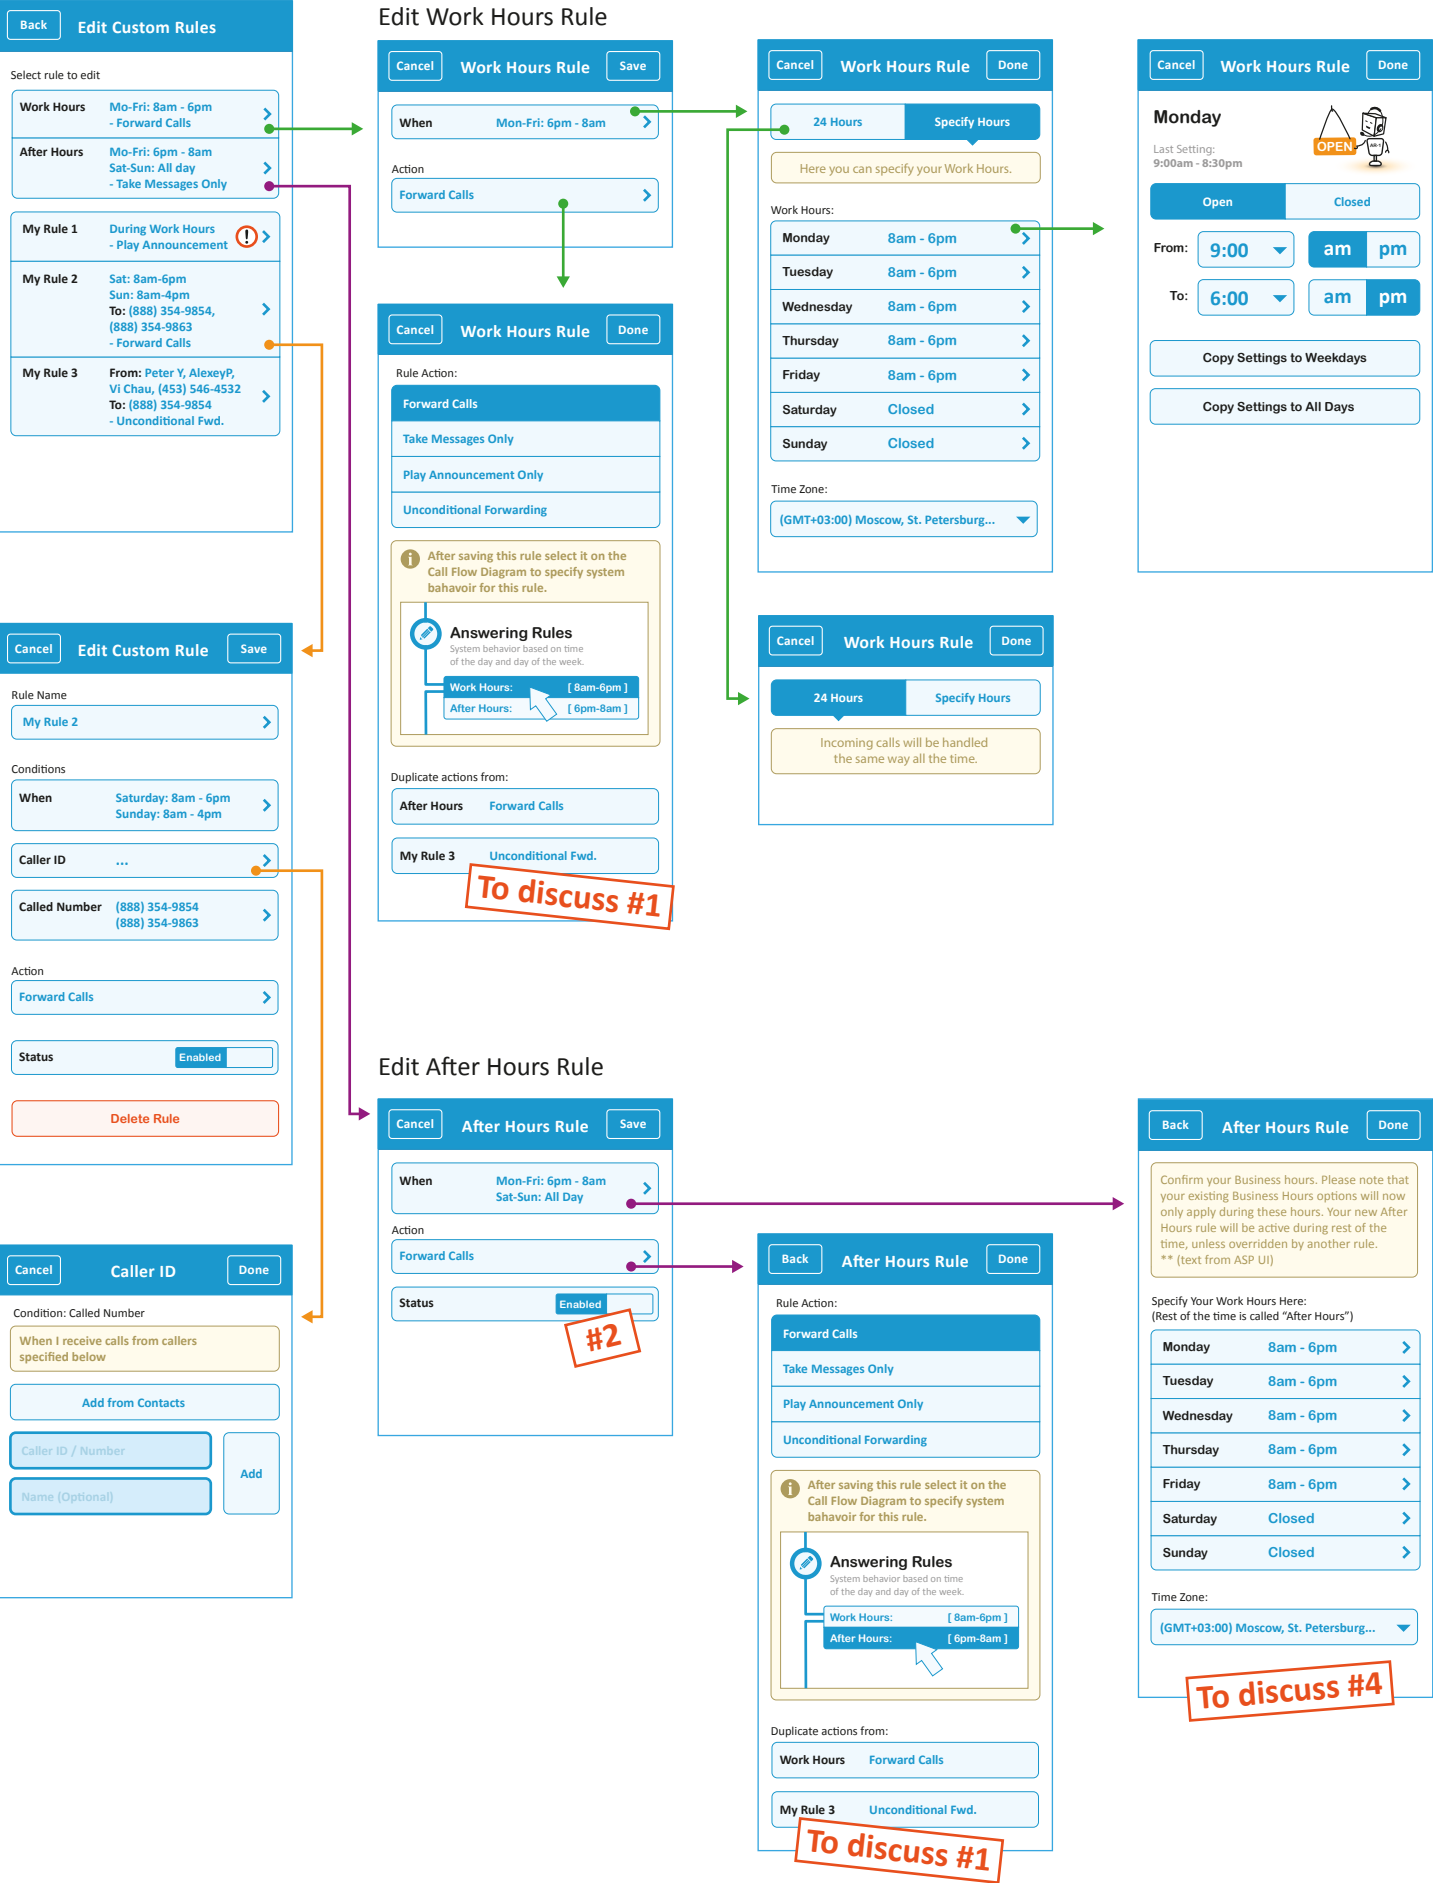 Back
Edit Custom Rules
Select rule to edit
Work Hours
Mo-Fri: 8am - 6pm
- Forward Calls
After Hours
Mo-Fri: 6pm - 8am
Sat-Sun: All day
- Take Messages Only
My Rule 1
During Work Hours
- Play Announcement
!
My Rule 2
Sat: 8am-6pm
Sun: 8am-4pm
To: (888) 354-9854,
(888) 354-9863
- Forward Calls
My Rule 3
From: Peter Y, AlexeyP,
Vi Chau, (453) 546-4532
To: (888) 354-9854
- Unconditional Fwd.
Cancel
Edit Custom Rule
Save
Rule Name
My Rule 2
Conditions
When
Saturday: 8am - 6pm
Sunday: 8am - 4pm
Caller ID
...
Called Number
(888) 354-9854
(888) 354-9863
Action
Forward Calls
Status
Enabled
Delete Rule
Cancel
Caller ID
Done
Condition: Called Number
When I receive calls from callers
specified below
Add from Contacts
Caller ID / Number
Name (Optional)
Add
Edit Work Hours Rule
Cancel
Work Hours Rule
Save
When
Mon-Fri: 6pm - 8am
Action
Forward Calls
Cancel
Work Hours Rule
Done
Rule Action:
Forward Calls
Take Messages Only
Play Announcement Only
Unconditional Forwarding
i
After saving this rule select it on the
Call Flow Diagram to specify system
bahavoir for this rule.
Answering Rules
System behavior based on time
of the day and day of the week.
Work Hours:
[ 8am-6pm ]
After Hours:
[ 6pm-8am ]
Duplicate actions from:
After Hours
Forward Calls
My Rule 3
Unconditional Fwd.
To discuss #1
Cancel
Work Hours Rule
Done
24 Hours
Specify Hours
Here you can specify your Work Hours.
Work Hours:
Monday
8am - 6pm
Tuesday
8am - 6pm
Wednesday
8am - 6pm
Thursday
8am - 6pm
Friday
8am - 6pm
Saturday
Closed
Sunday
Closed
Time Zone:
(GMT+03:00) Moscow, St. Petersburg...
Cancel
Work Hours Rule
Done
24 Hours
Specify Hours
Incoming calls will be handled
the same way all the time.
Cancel
Work Hours Rule
Done
Monday
Last Setting:
9:00am - 8:30pm
OPEN
Open
Closed
From:
9:00
am
pm
To:
6:00
am
pm
Copy Settings to Weekdays
Copy Settings to All Days
Edit After Hours Rule
Cancel
After Hours Rule
Save
When
Mon-Fri: 6pm - 8am
Sat-Sun: All Day
Action
Forward Calls
Status
Enabled
#2
Back
After Hours Rule
Done
Rule Action:
Forward Calls
Take Messages Only
Play Announcement Only
Unconditional Forwarding
i
After saving this rule select it on the
Call Flow Diagram to specify system
bahavoir for this rule.
Answering Rules
System behavior based on time
of the day and day of the week.
Work Hours:
[ 8am-6pm ]
After Hours:
[ 6pm-8am ]
Duplicate actions from:
Work Hours
Forward Calls
My Rule 3
Unconditional Fwd.
To discuss #1
Back
After Hours Rule
Done
Confirm your Business hours. Please note that
your existing Business Hours options will now
only apply during these hours. Your new After
Hours rule will be active during rest of the
time, unless overridden by another rule.
** (text from ASP UI)
Specify Your Work Hours Here:
(Rest of the time is called “After Hours”)
Monday
8am - 6pm
Tuesday
8am - 6pm
Wednesday
8am - 6pm
Thursday
8am - 6pm
Friday
8am - 6pm
Saturday
Closed
Sunday
Closed
Time Zone:
(GMT+03:00) Moscow, St. Petersburg...
To discuss #4